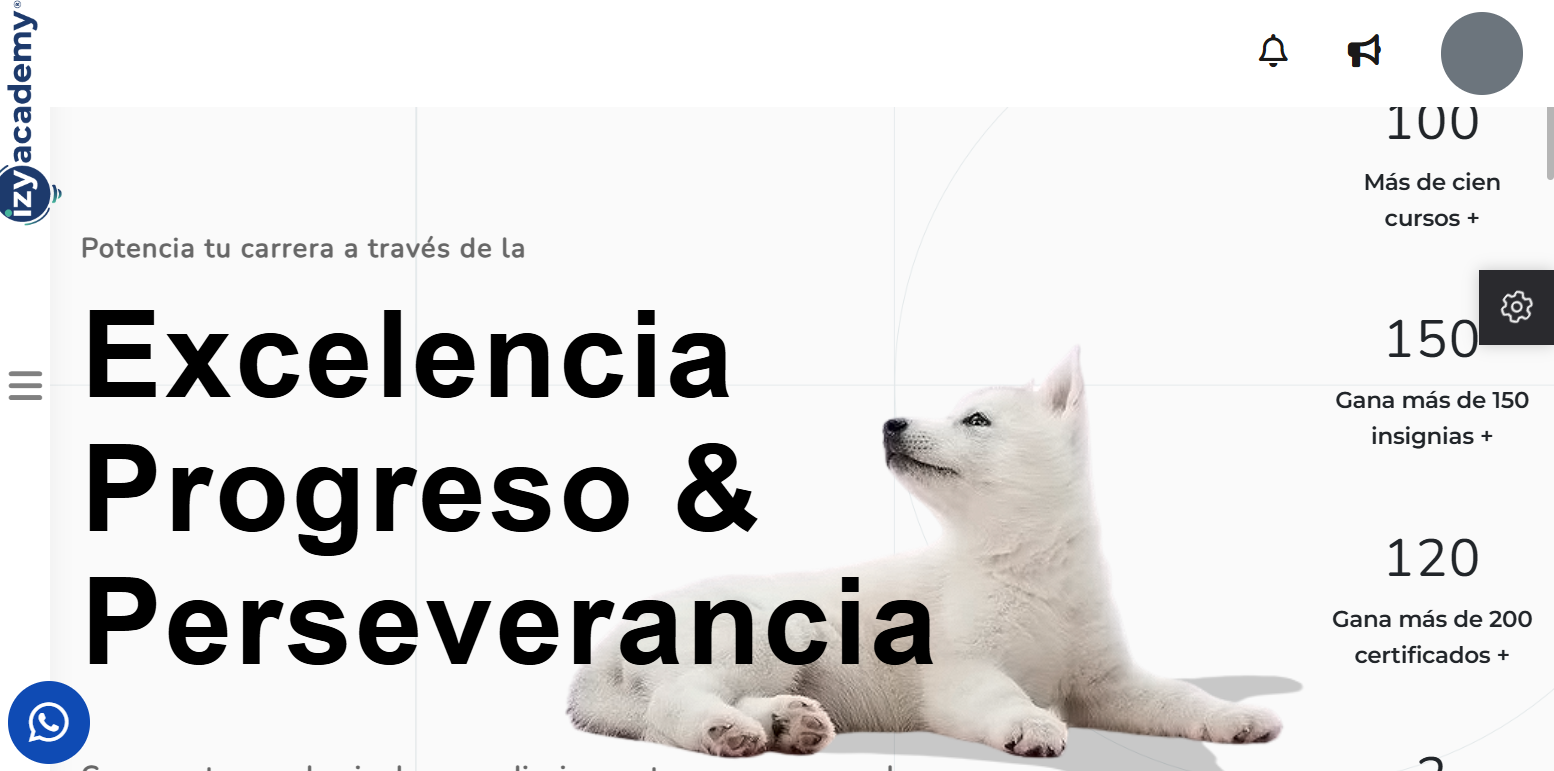 izyacademy®
100
Más de cien
cursos +
Potencia tu carrera a través de la
Excelencia
Progreso &
Perseverancia
150
Gana más de 150
insignias +
120
Gana más de 200
certificados +